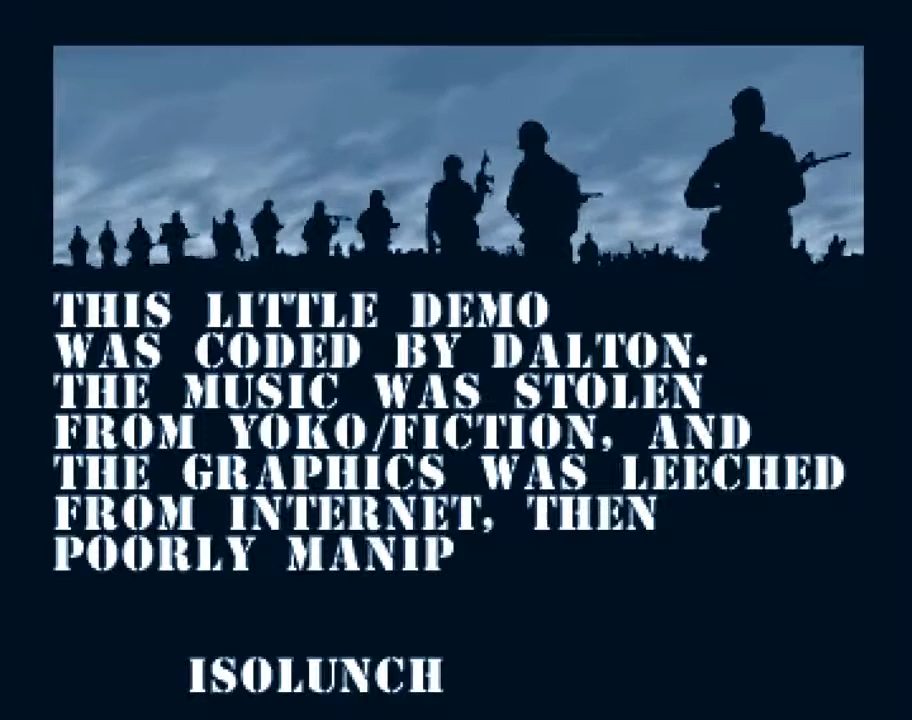 THIS LITTLE DEMO
WAS CODED BY DALTON.
THE MUSIC WAS STOLEN
FROM YOKO/FICTION, AND
THE GRAPHICS WAS LEECHED
FROM INTERNET, THEN
POORLY MANIP
ISOLUNCH